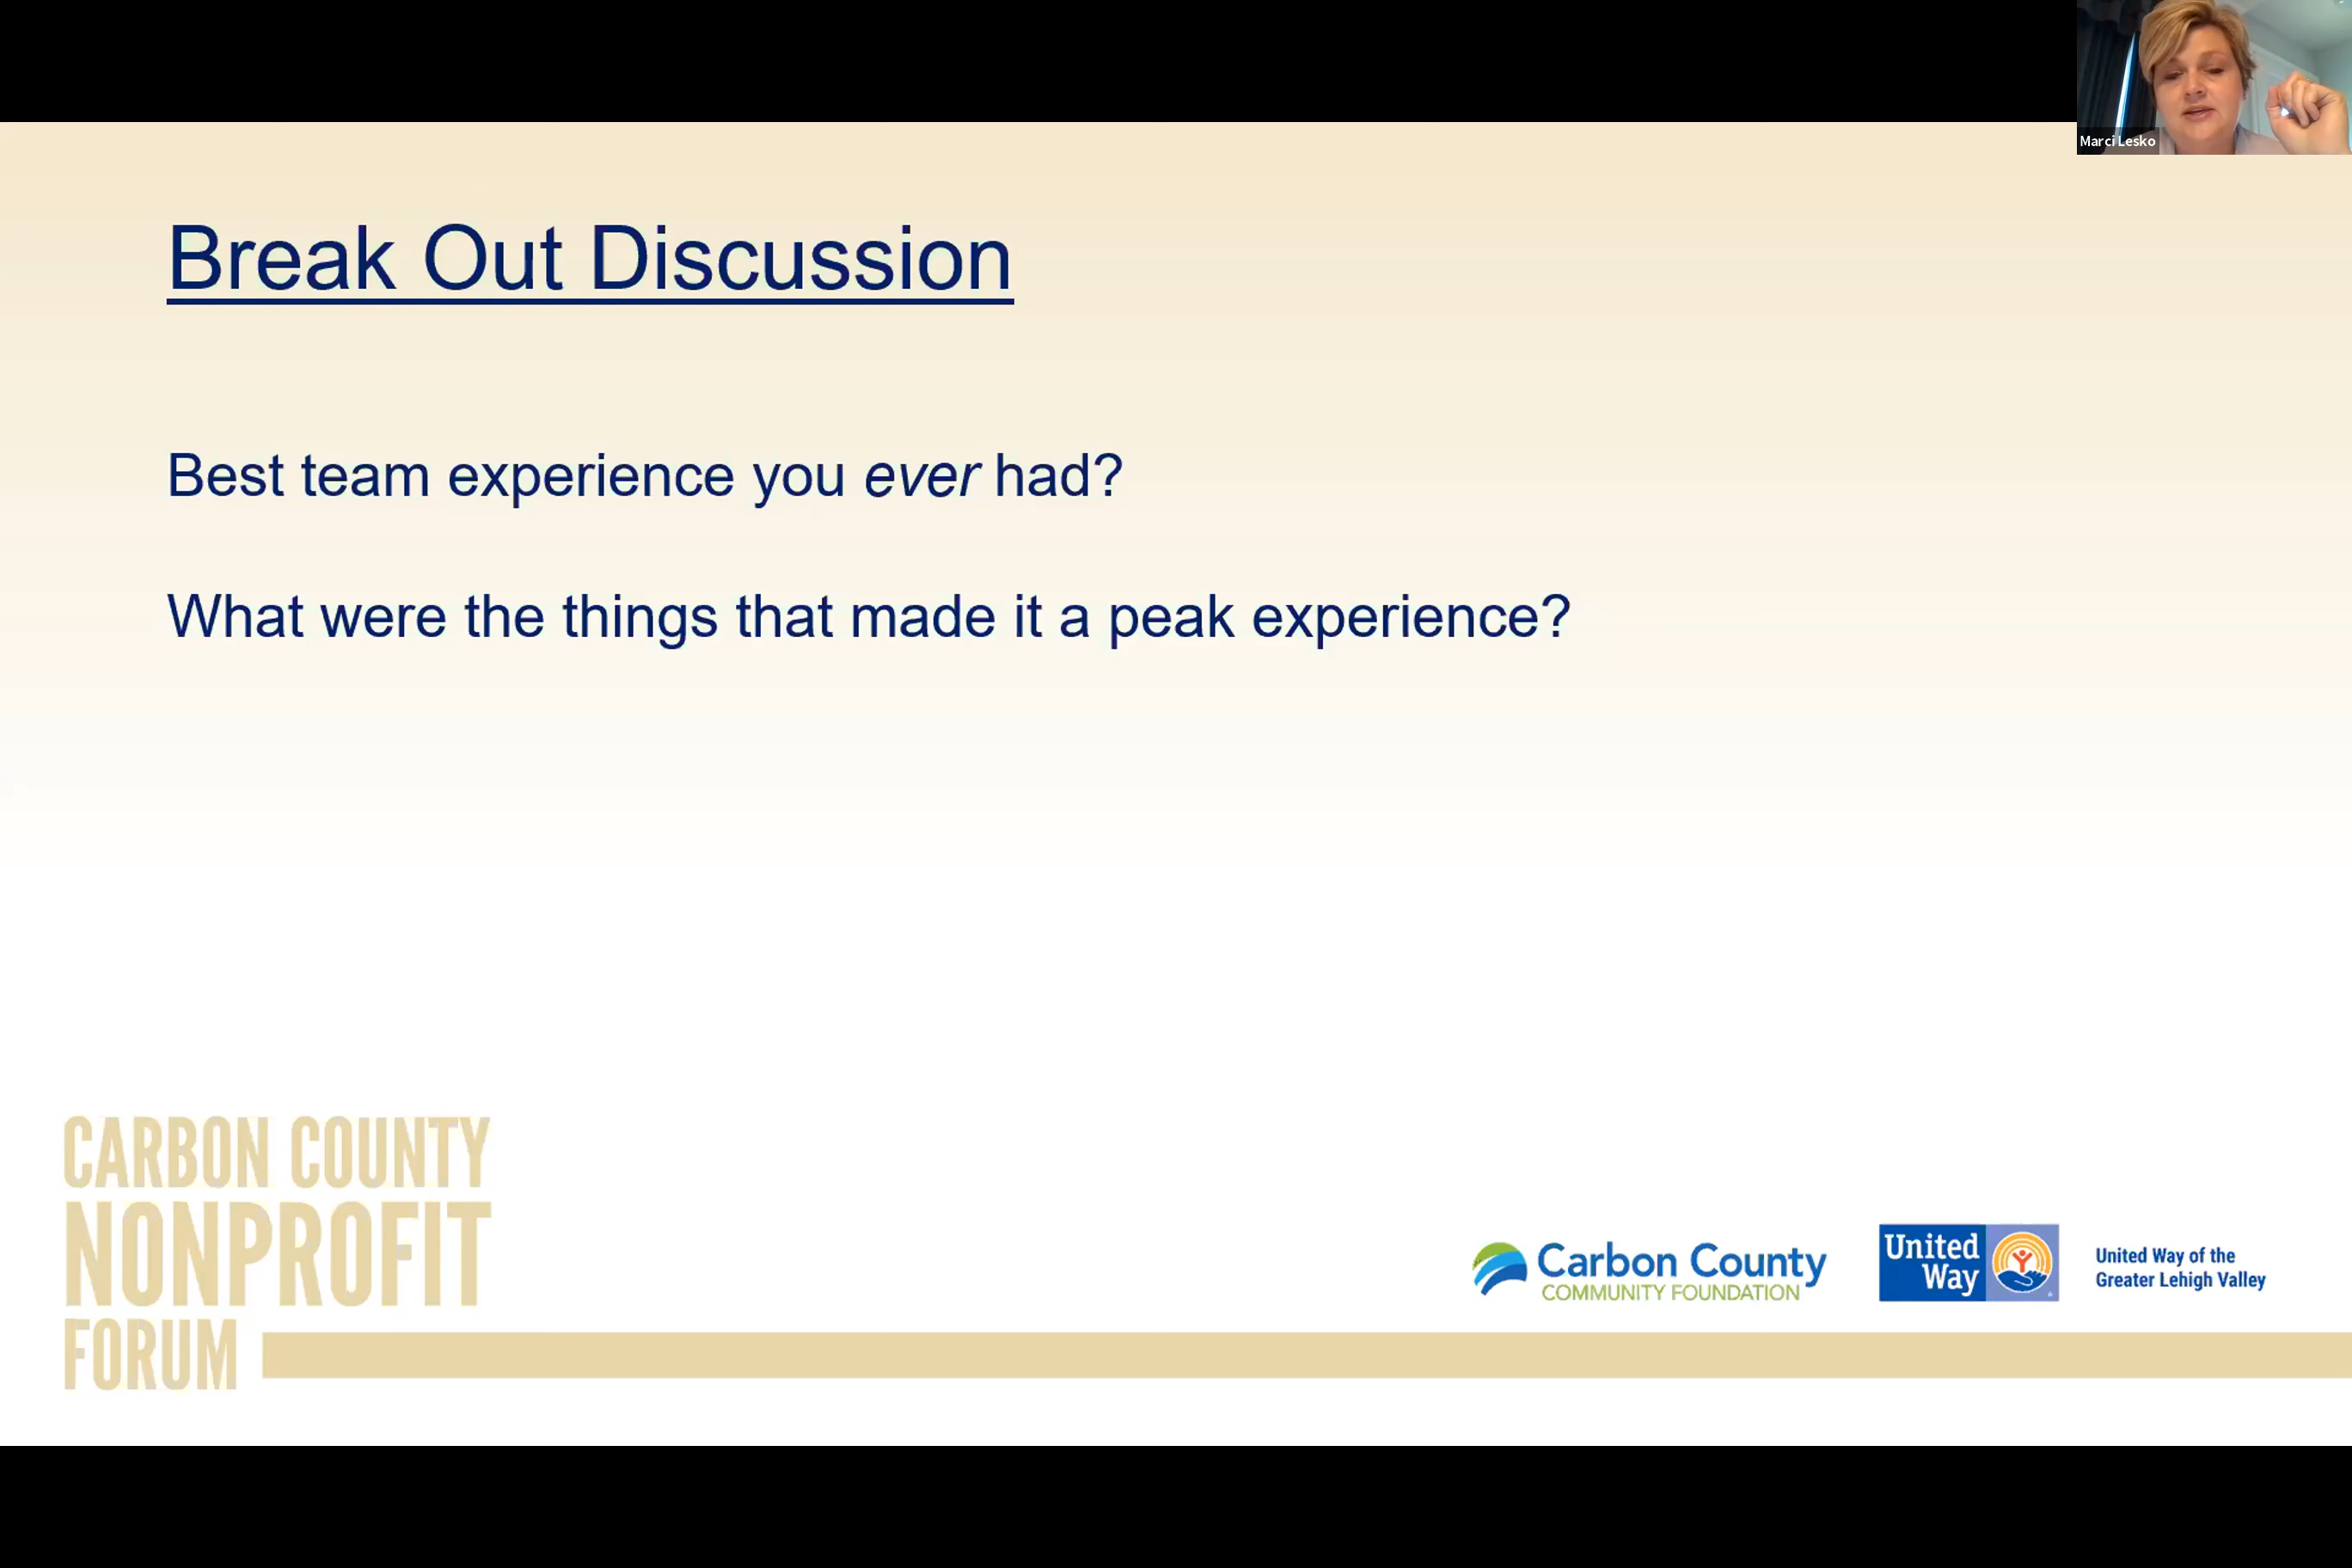 Marci Lesko
Break Out Discussion
Best team experience you ever had?
What were the things that made it a peak experience?
CARBON COUNTY
NONPROFIT
FORUM
Carbon County
COMMUNITY FOUNDATION
United
Way
United Way of the
Greater Lehigh Valley